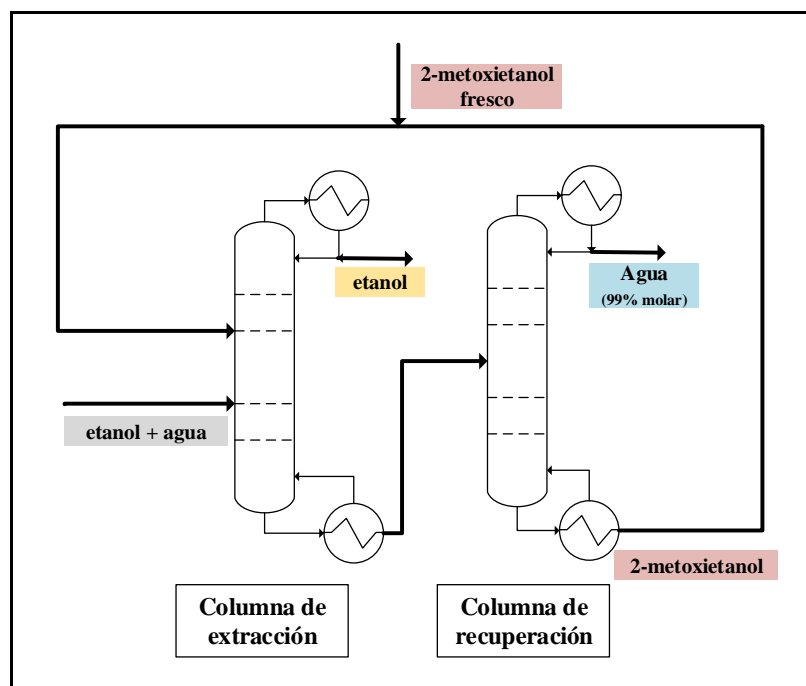 2-metoxietanol
fresco
etanol
Agua
(99% molar)
etanol + agua
2-metoxietanol
Columna de
extracción
Columna de
recuperación